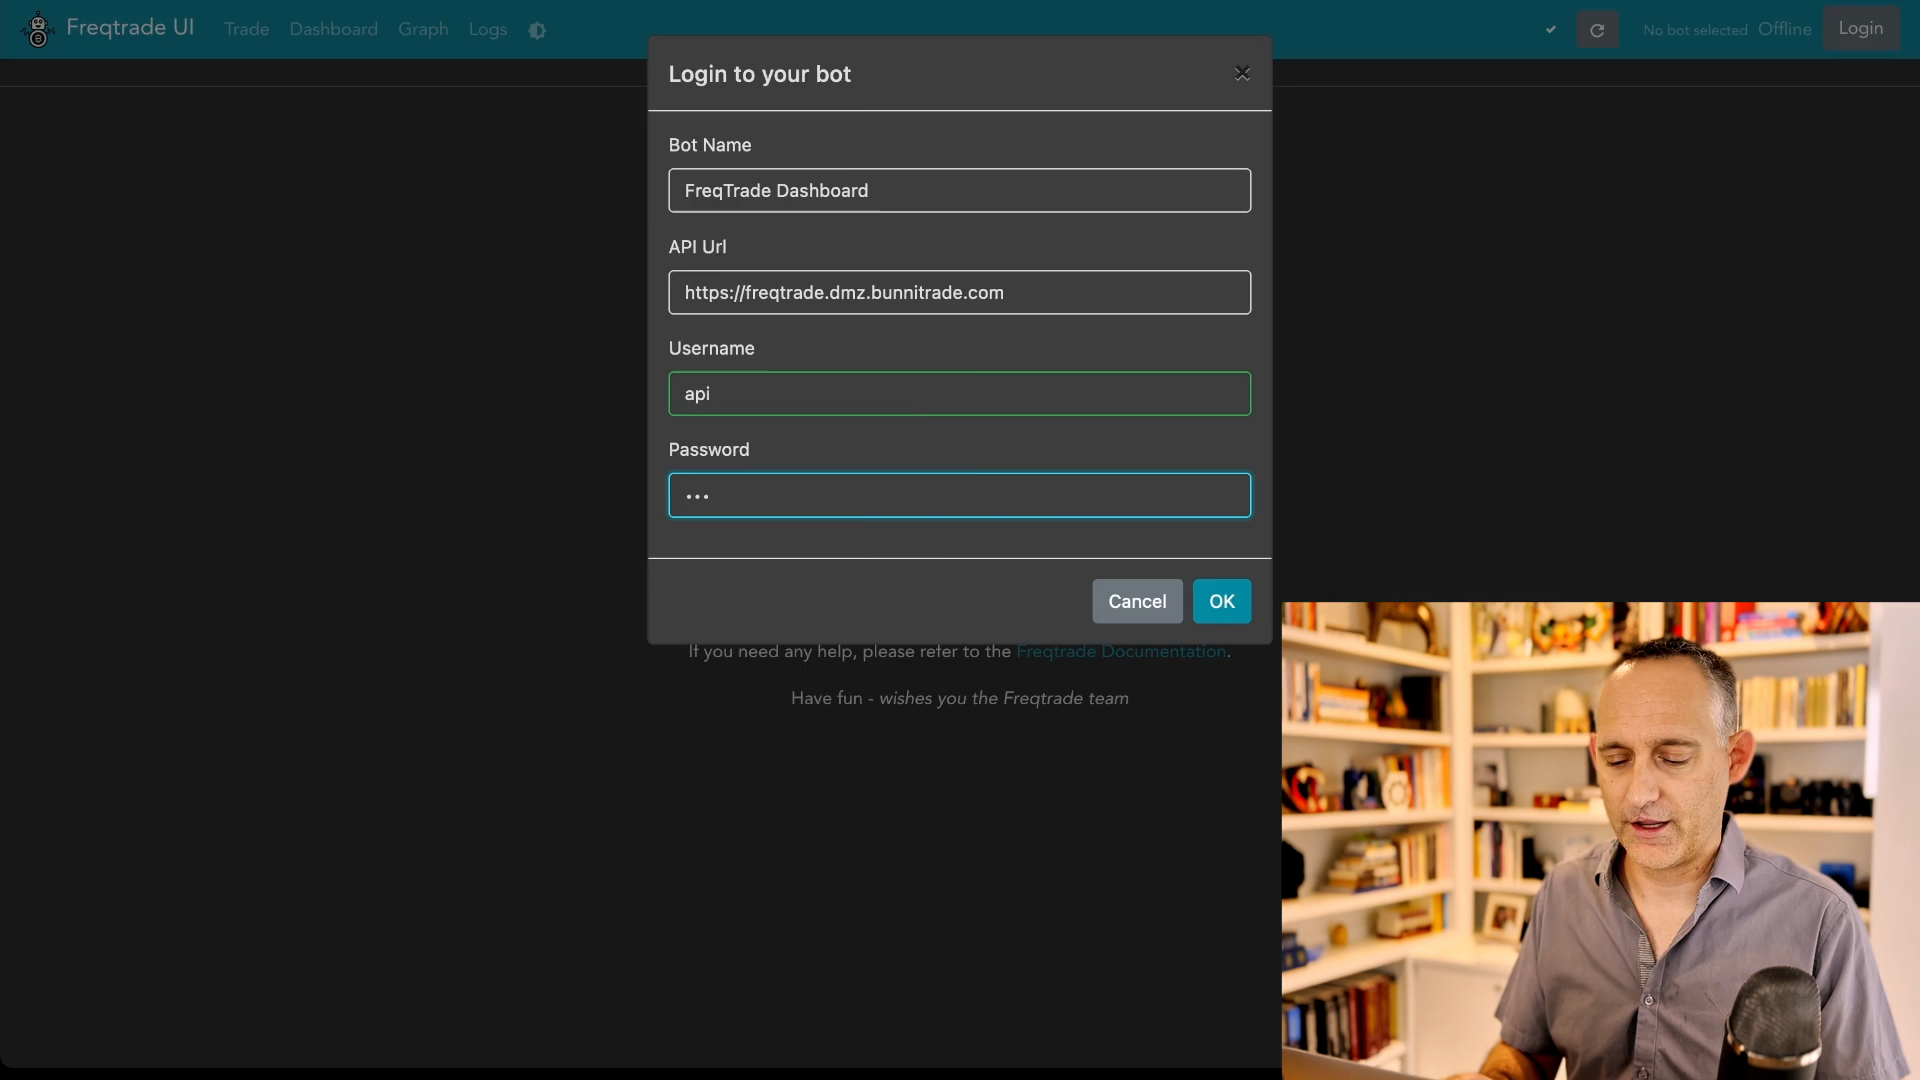 Freqtrade UI
Trade
Dashboard
Graph
Logs
No bot selected
Offline
Login
Login to your bot
Bot Name
FreqTrade Dashboard
API Url
https://freqtrade.dmz.bunnitrade.com
Username
api
Password
•••
Cancel
OK
If you need any help, please refer to the Freqtrade Documentation.
Have fun - wishes you the Freqtrade team